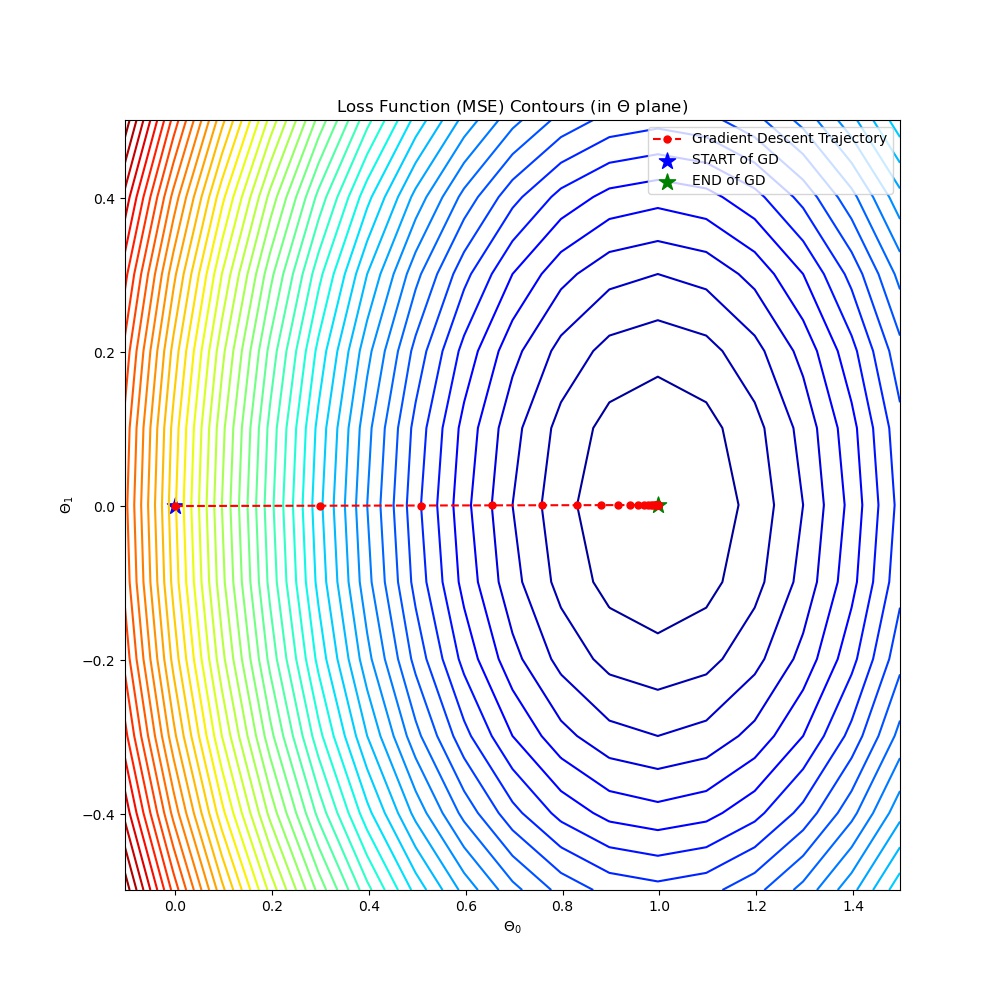 Loss Function (MSE) Contours (in Θ plane)
Gradient Descent Trajectory
START of GD
END of GD
0.4
0.2
0.0
−0.2
−0.4
Θ₁
0.0 0.2 0.4 0.6 0.8 1.0 1.2 1.4
Θ₀